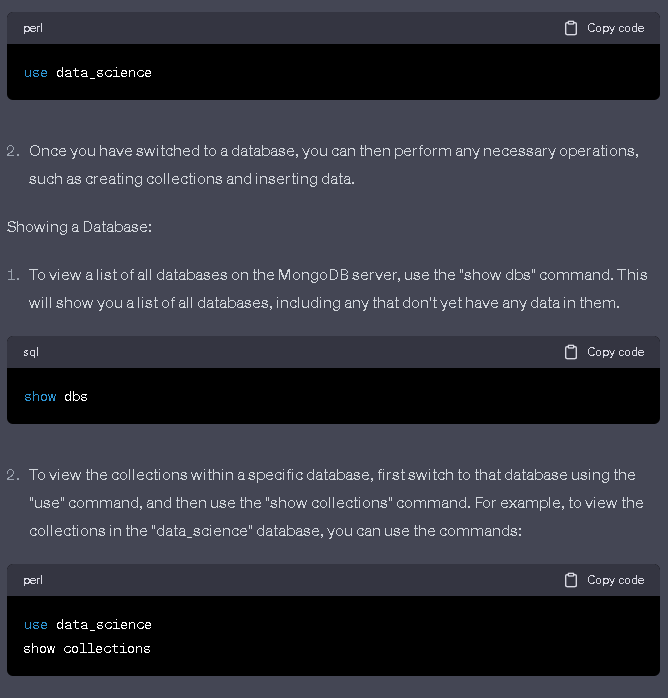 perl Copy code
use data_science
2. Once you have switched to a database, you can then perform any necessary operations,
such as creating collections and inserting data.
Showing a Database:
1. To view a list of all databases on the MongoDB server, use the "show dbs" command. This
will show you a list of all databases, including any that don't yet have any data in them.
sql Copy code
show dbs
2. To view the collections within a specific database, first switch to that database using the
"use" command, and then use the "show collections" command. For example, to view the
collections in the "data_science" database, you can use the commands:
perl Copy code
use data_science
show collections